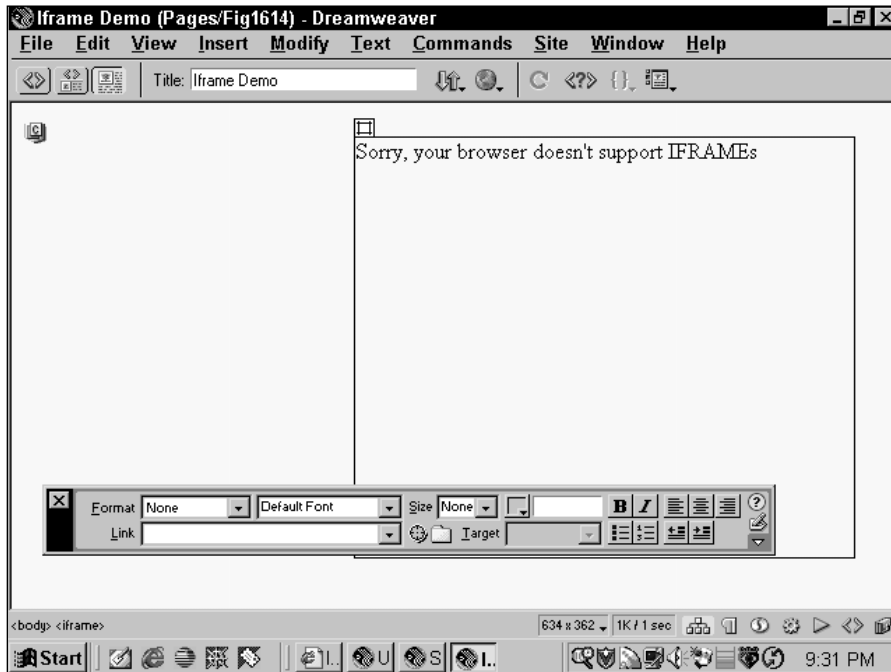 Iframe Demo (Pages/Fig1614) - Dreamweaver
File Edit View Insert Modify Text Commands Site Window Help
Title: Iframe Demo
Sorry, your browser doesn't support IFRAMEs
Format None Default Font Size None B I
Link Target
<body> <iframe> 634 x 362 1K / 1 sec
Start I.. U S I.. 9:31 PM